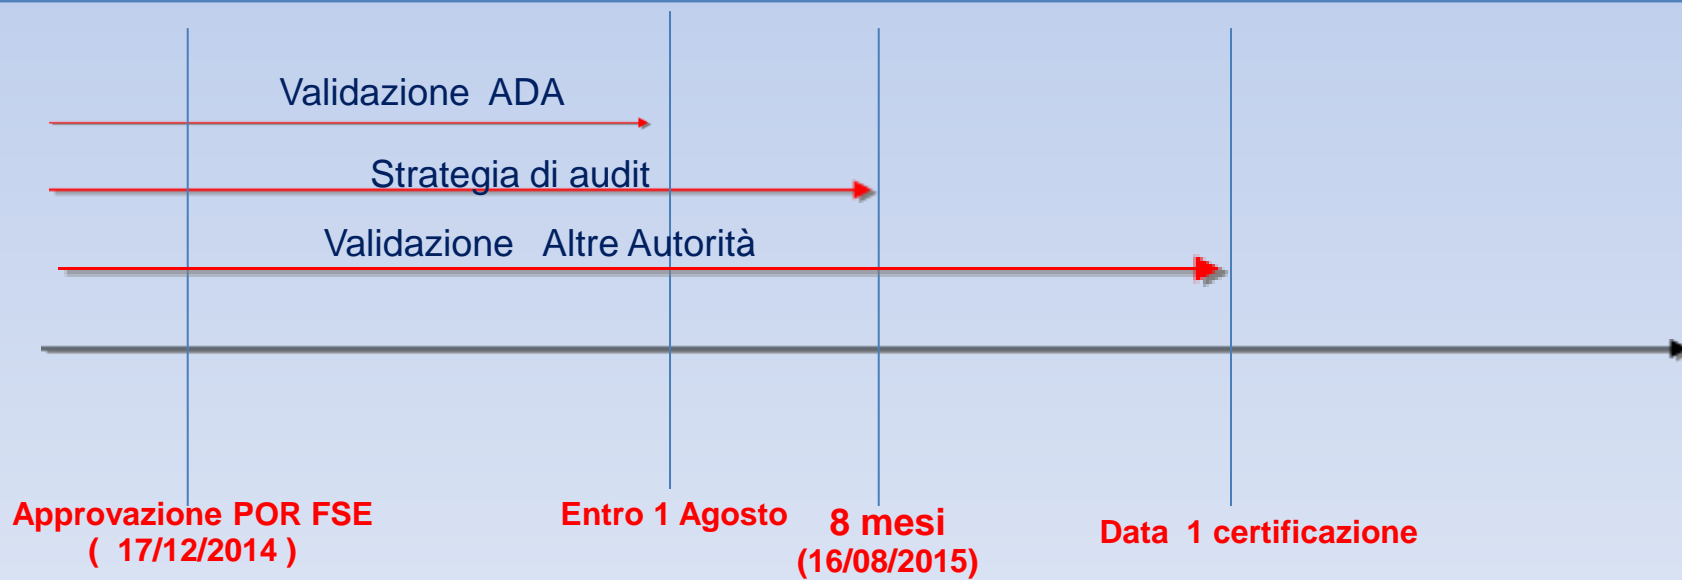 Validazione ADA
Strategia di audit
Validazione Altre Autorità
Approvazione POR FSE
( 17/12/2014 )
Entro 1 Agosto
8 mesi
(16/08/2015)
Data 1 certificazione